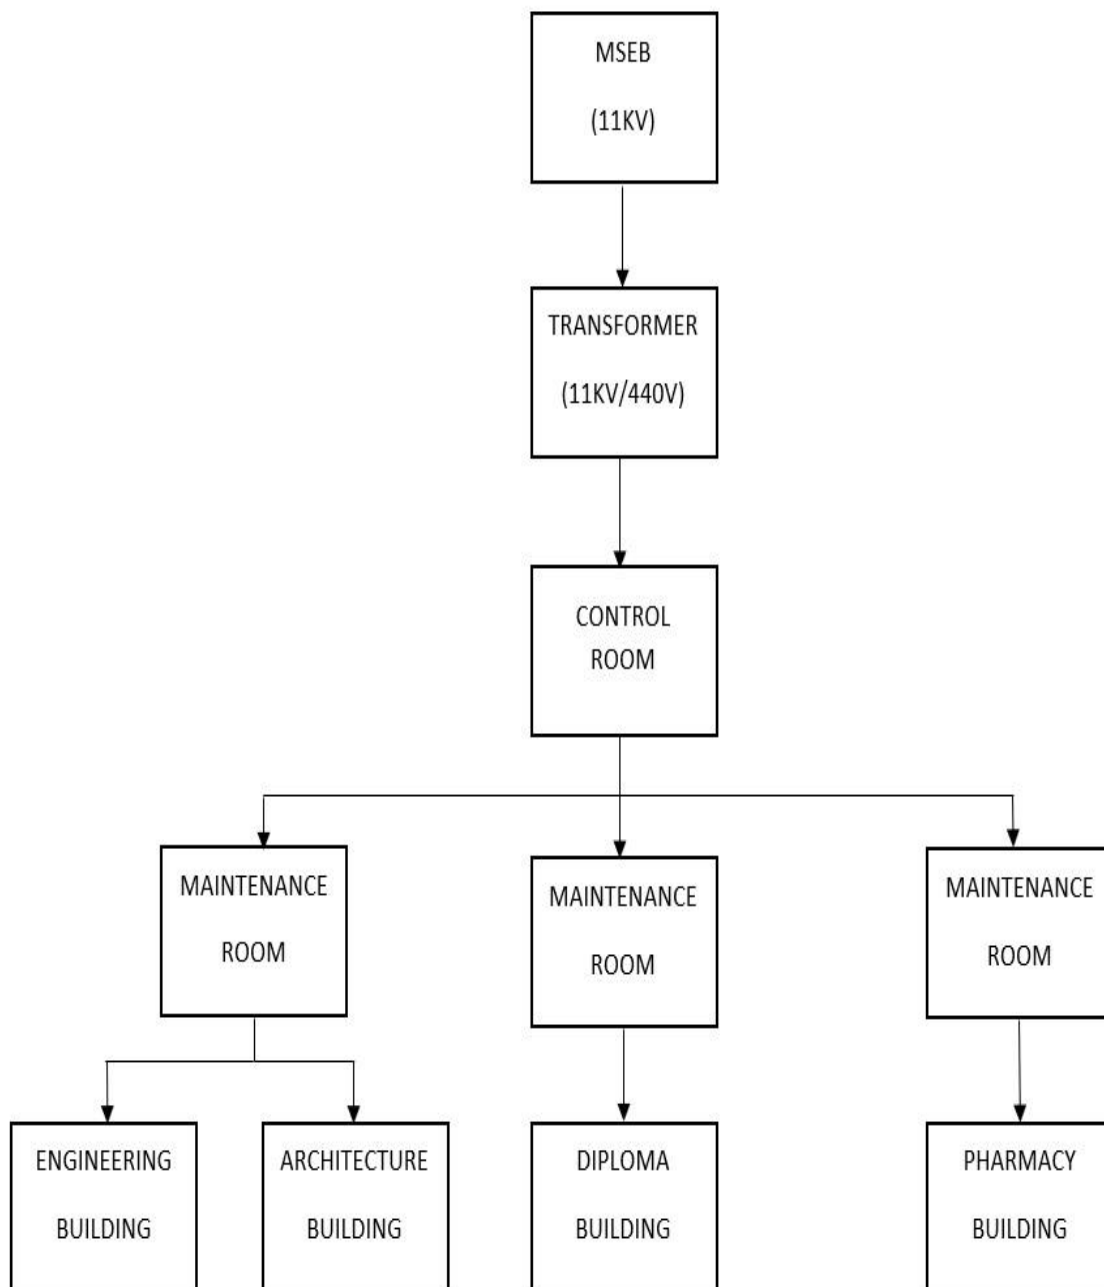 MSEB
(11KV)
TRANSFORMER
(11KV/440V)
CONTROL
ROOM
MAINTENANCE
ROOM
MAINTENANCE
ROOM
MAINTENANCE
ROOM
ENGINEERING
BUILDING
ARCHITECTURE
BUILDING
DIPLOMA
BUILDING
PHARMACY
BUILDING